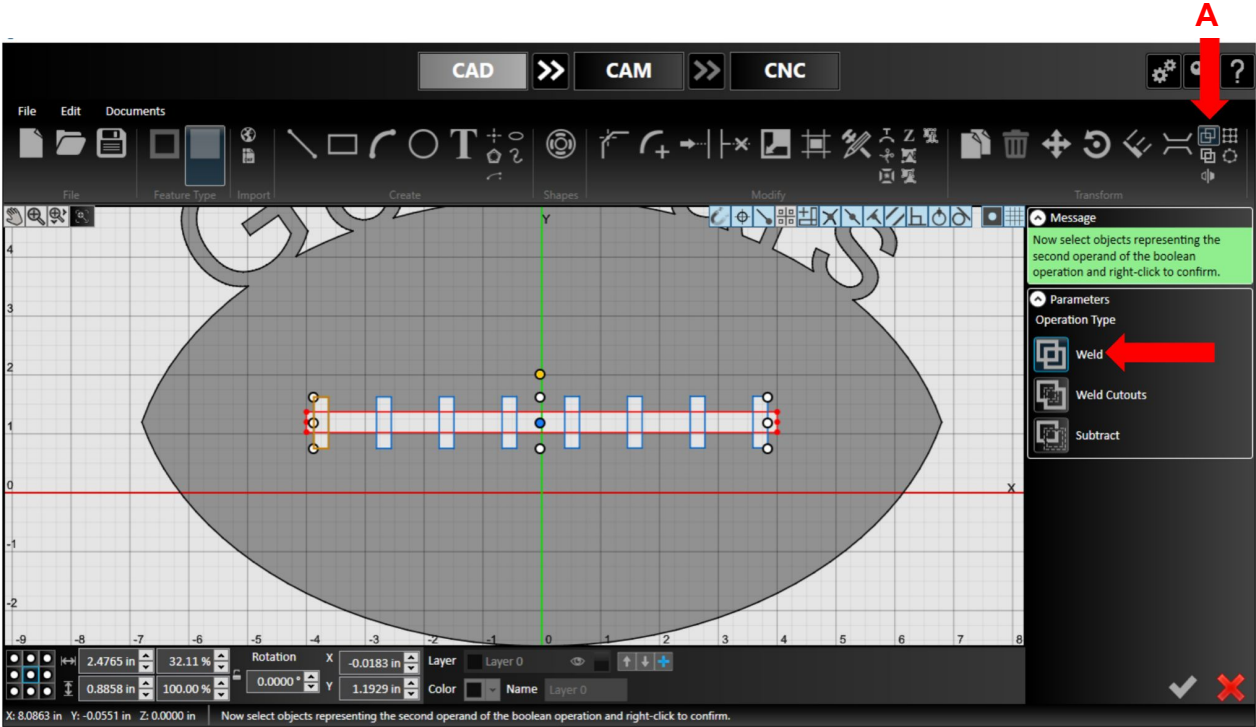 A
CAD
CAM
CNC
?
File Edit Documents
T
Z
File
Feature Type
Import
Create
Shapes
Modify
Transform
Y
Message
Now select objects representing the
second operand of the boolean
operation and right-click to confirm.
Parameters
Operation Type
Weld
Weld Cutouts
Subtract
4
3
2
1
0
X
-1
-2
-9 -8 -7 -6 -5 -4 -3 -2 -1 0 1 2 3 4 5 6 7 8
2.4765 in 32.11 % Rotation X -0.0183 in Layer Layer 0
0.8858 in 100.00 % 0.0000 ° Y 1.1929 in Color Name Layer 0
X: 8.0863 in Y: -0.0551 in Z: 0.0000 in Now select objects representing the second operand of the boolean operation and right-click to confirm.